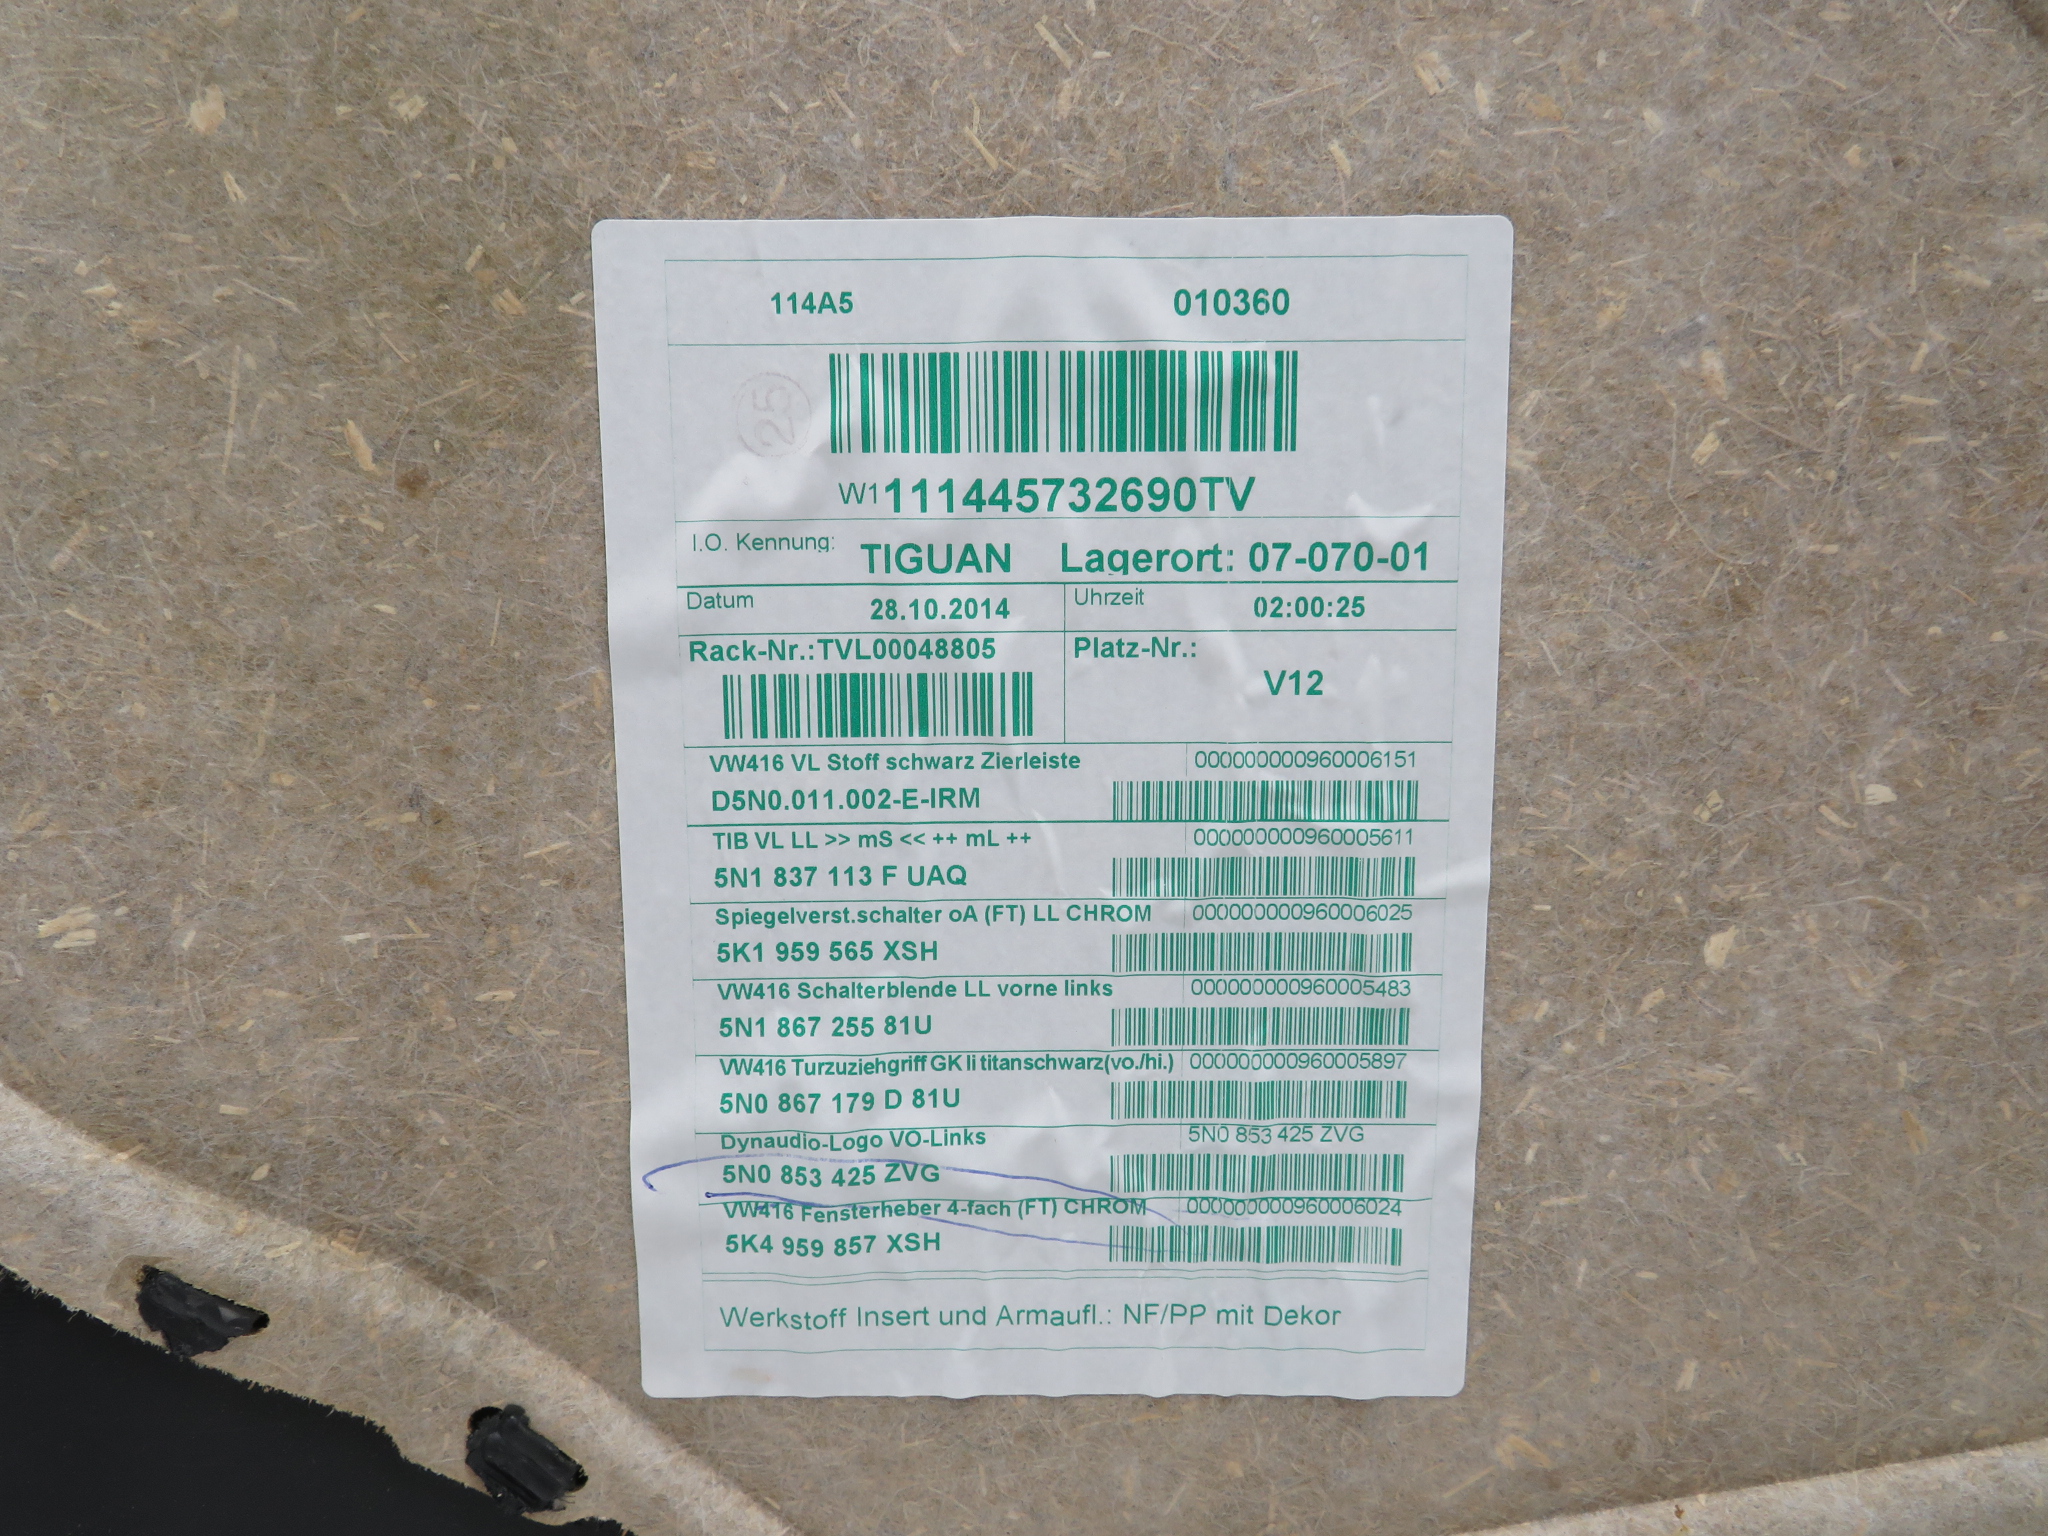 114A5 010360
25
W1111445732690TV
I.O. Kennung: TIGUAN Lagerort: 07-070-01
Datum 28.10.2014 Uhrzeit 02:00:25
Rack-Nr.:TVL00048805 Platz-Nr.:
V12
VW416 VL Stoff schwarz Zierleiste 000000000960006151
D5N0.011.002-E-IRM
TIB VL LL >> mS << ++ mL ++ 000000000960005611
5N1 837 113 F UAQ
Spiegelverst.schalter oA (FT) LL CHROM 000000000960006025
5K1 959 565 XSH
VW416 Schalterblende LL vorne links 000000000960005483
5N1 867 255 81U
VW416 Turzuziehgriff GK li titanschwarz(vo./hi.) 000000000960005897
5N0 867 179 D 81U
Dynaudio-Logo VO-Links 5N0 853 425 ZVG
5N0 853 425 ZVG
VW416 Fensterheber 4-fach (FT) CHROM 000000000960006024
5K4 959 857 XSH
Werkstoff Insert und Armaufl.: NF/PP mit Dekor